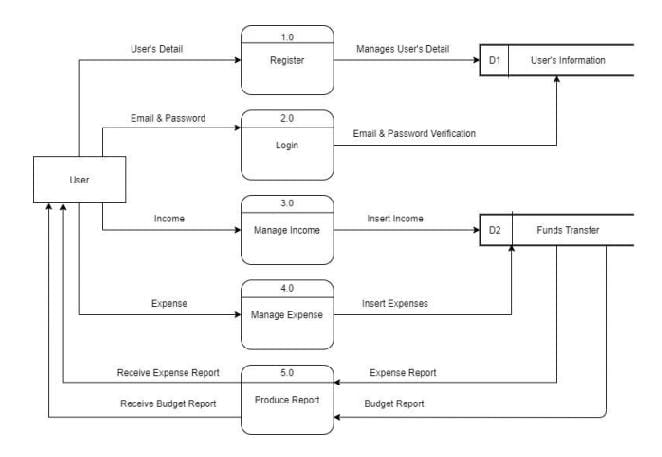 1.0
User's Detail
Register
Manages User's Detail
D1
User's Information
2.0
Email & Password
Login
Email & Password Verification
User
3.0
Income
Manage Income
Insert Income
D2
Funds Transfer
4.0
Expense
Manage Expense
Insert Expenses
5.0
Receive Expense Report
Expense Report
Produce Report
Receive Budget Report
Budget Report